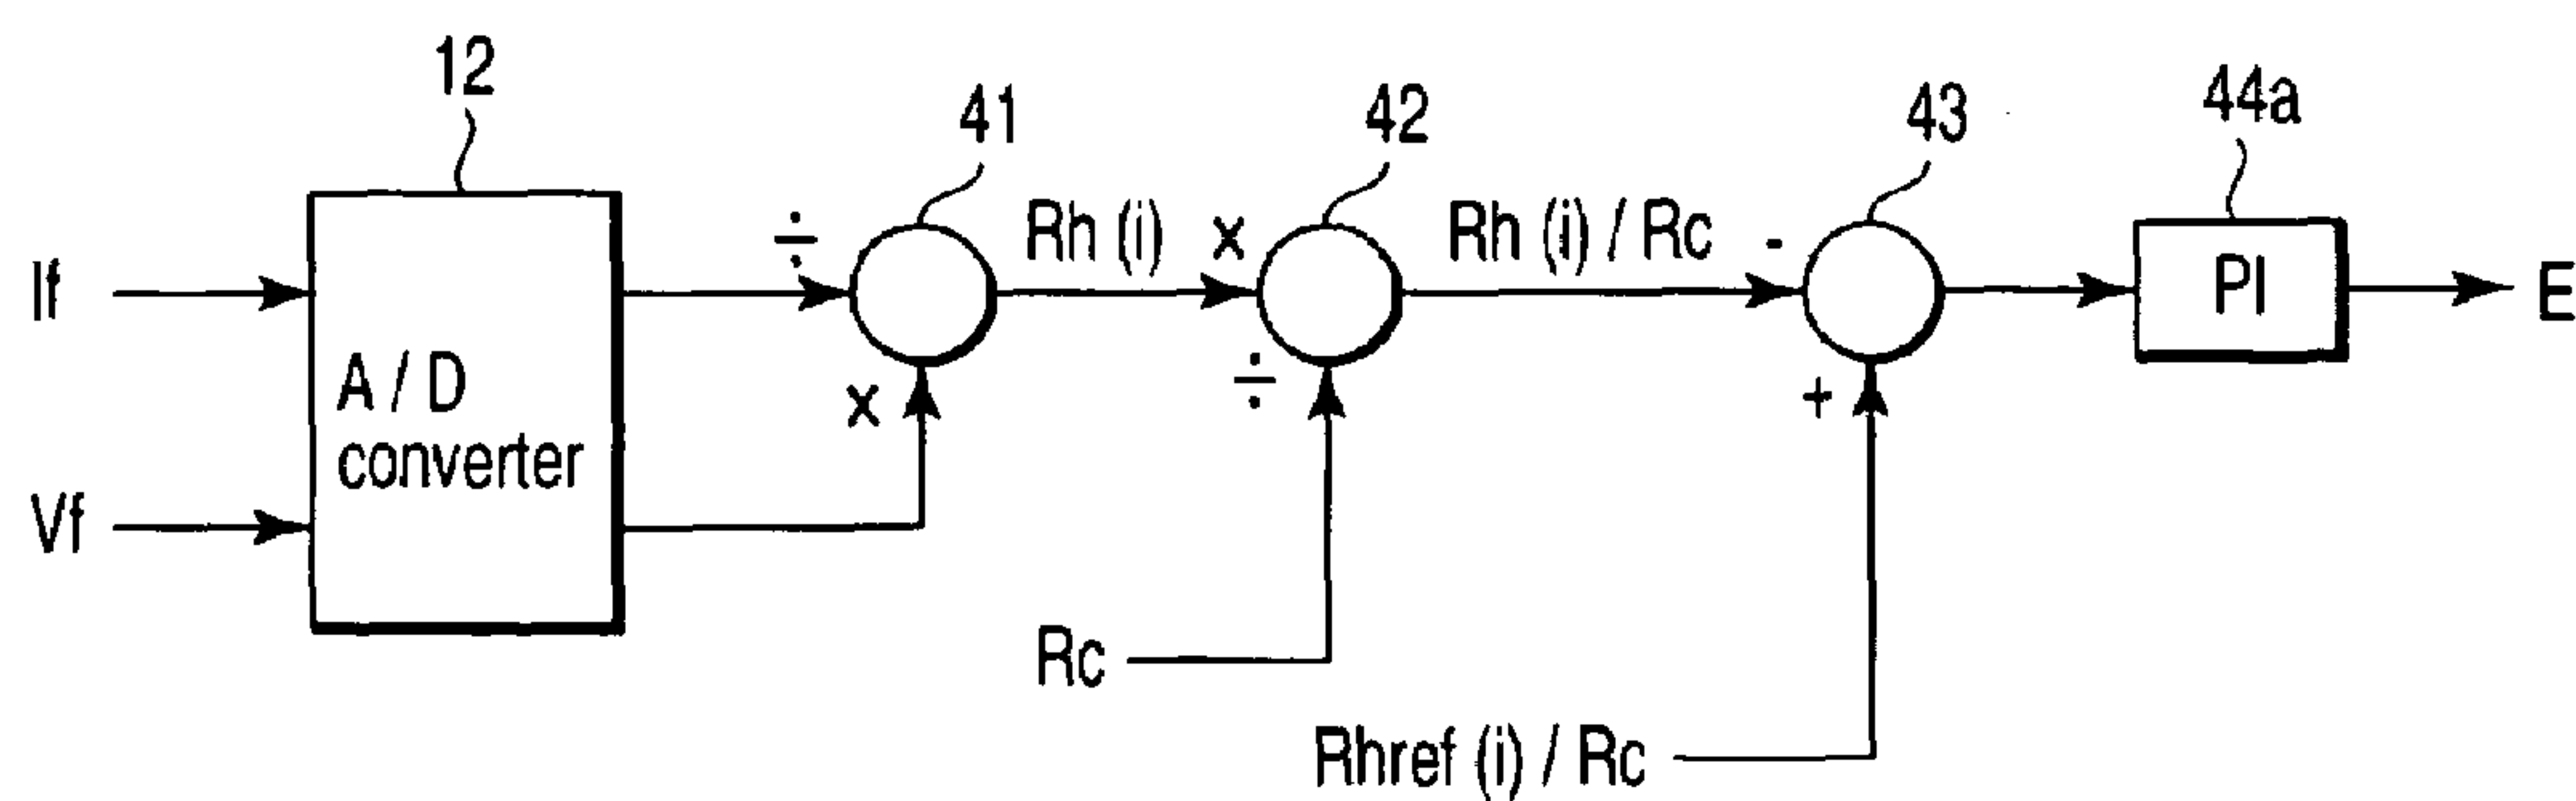 12
41
42
43
44a
÷
Rh (i)
x
Rh (i) / Rc
-
If
PI
E
A / D
converter
x
÷
+
Vf
Rc
Rhref (i) / Rc